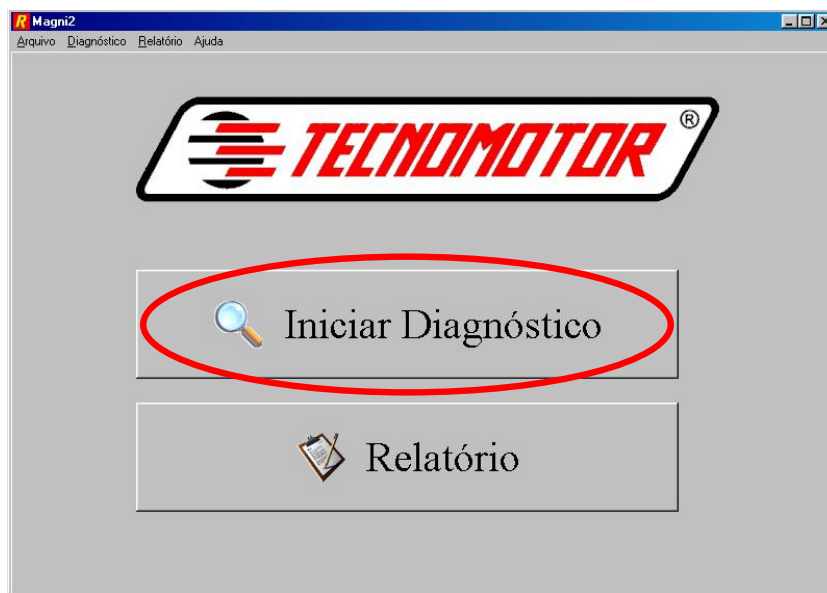 R Magni2
Arquivo Diagnóstico Relatório Ajuda
TECNOMOTOR ®
Iniciar Diagnóstico
Relatório